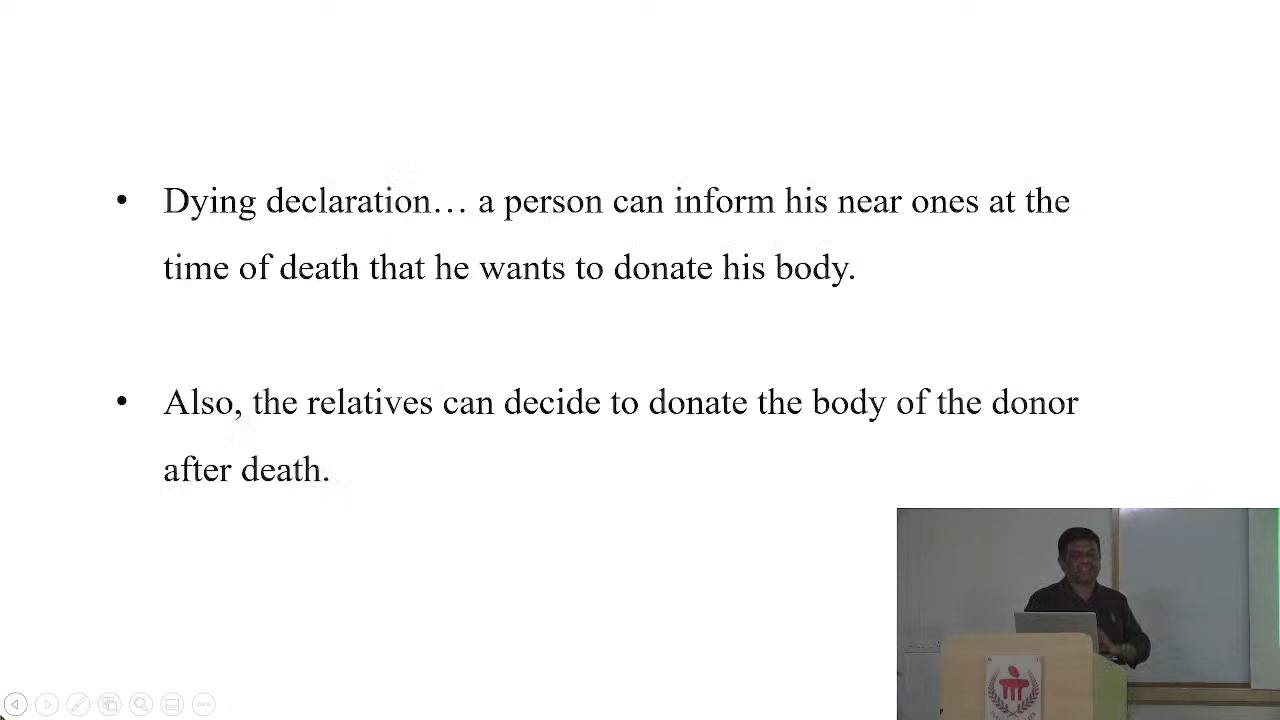 • Dying declaration… a person can inform his near ones at the
time of death that he wants to donate his body.
• Also, the relatives can decide to donate the body of the donor
after death.